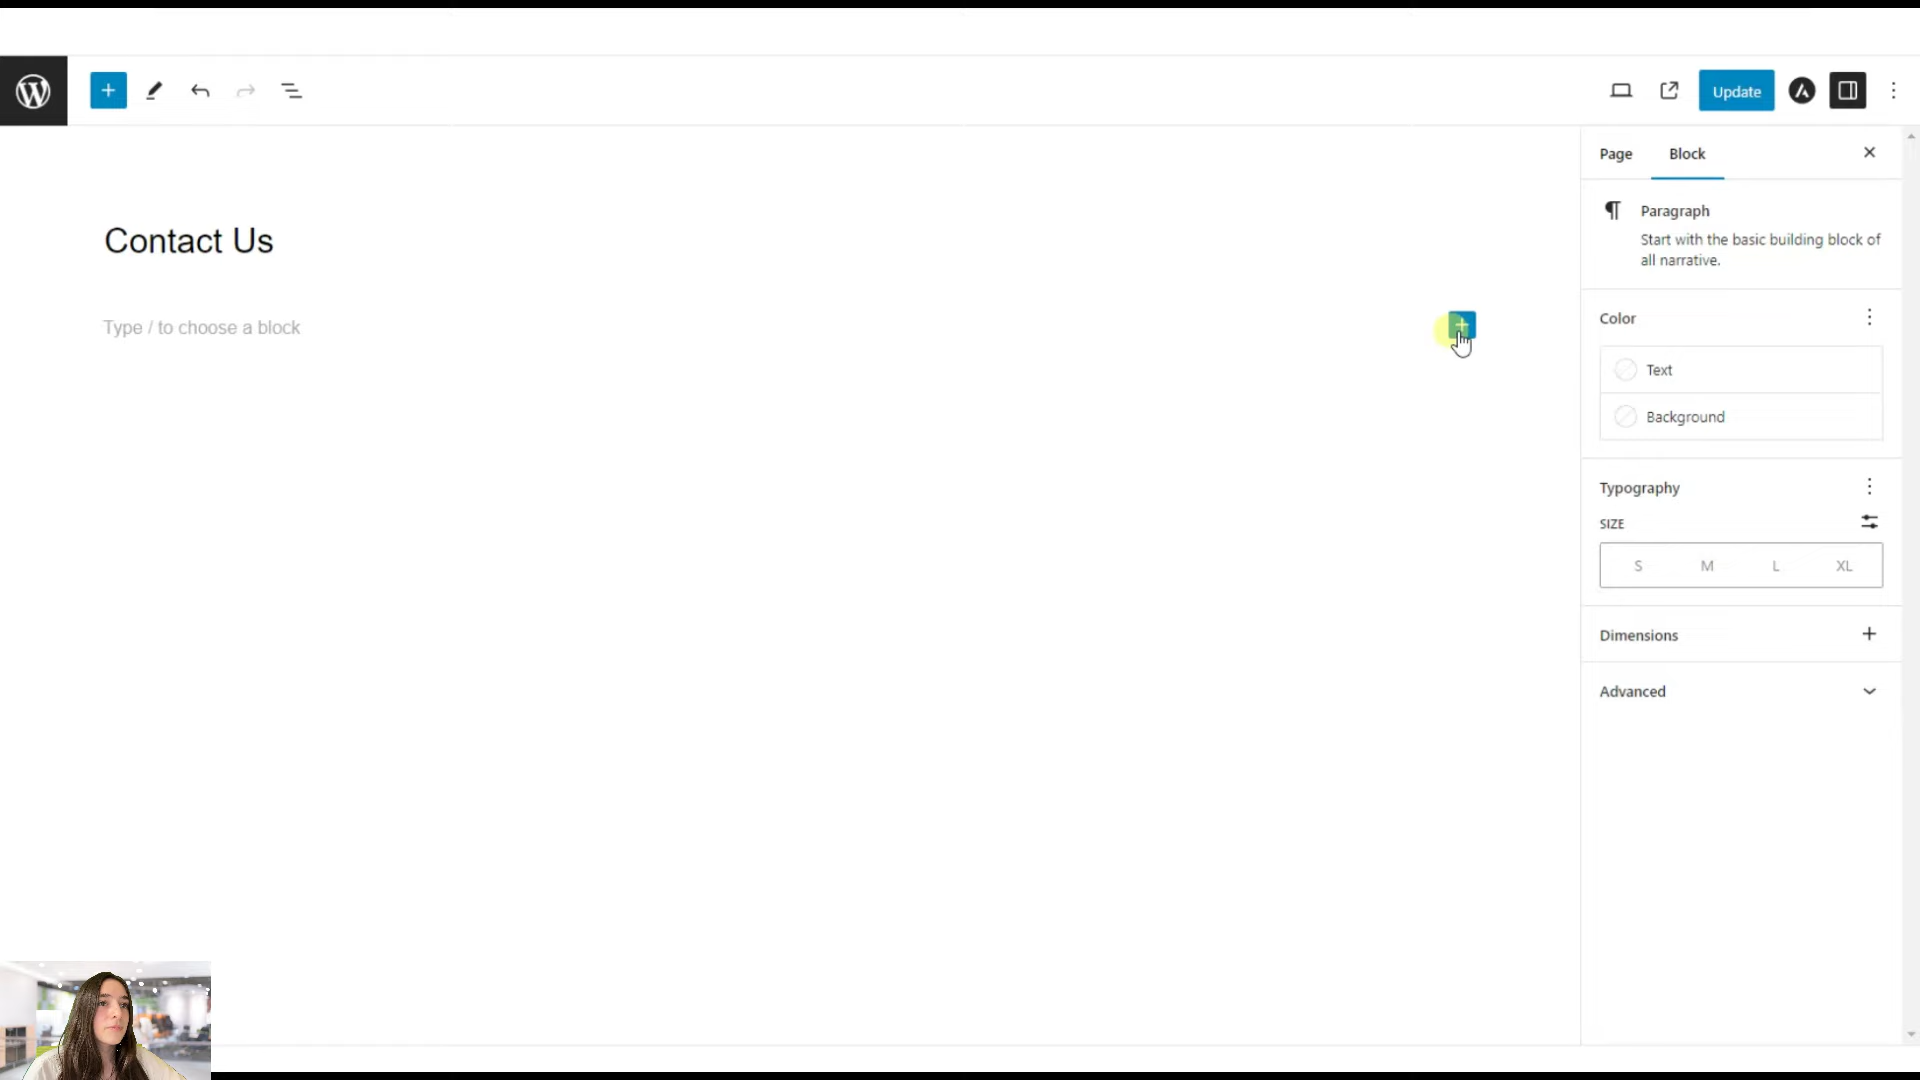 Update
Page
Block
Paragraph
Start with the basic building block of
all narrative.
Contact Us
Type / to choose a block
Color
Text
Background
Typography
SIZE
S M L XL
Dimensions
Advanced